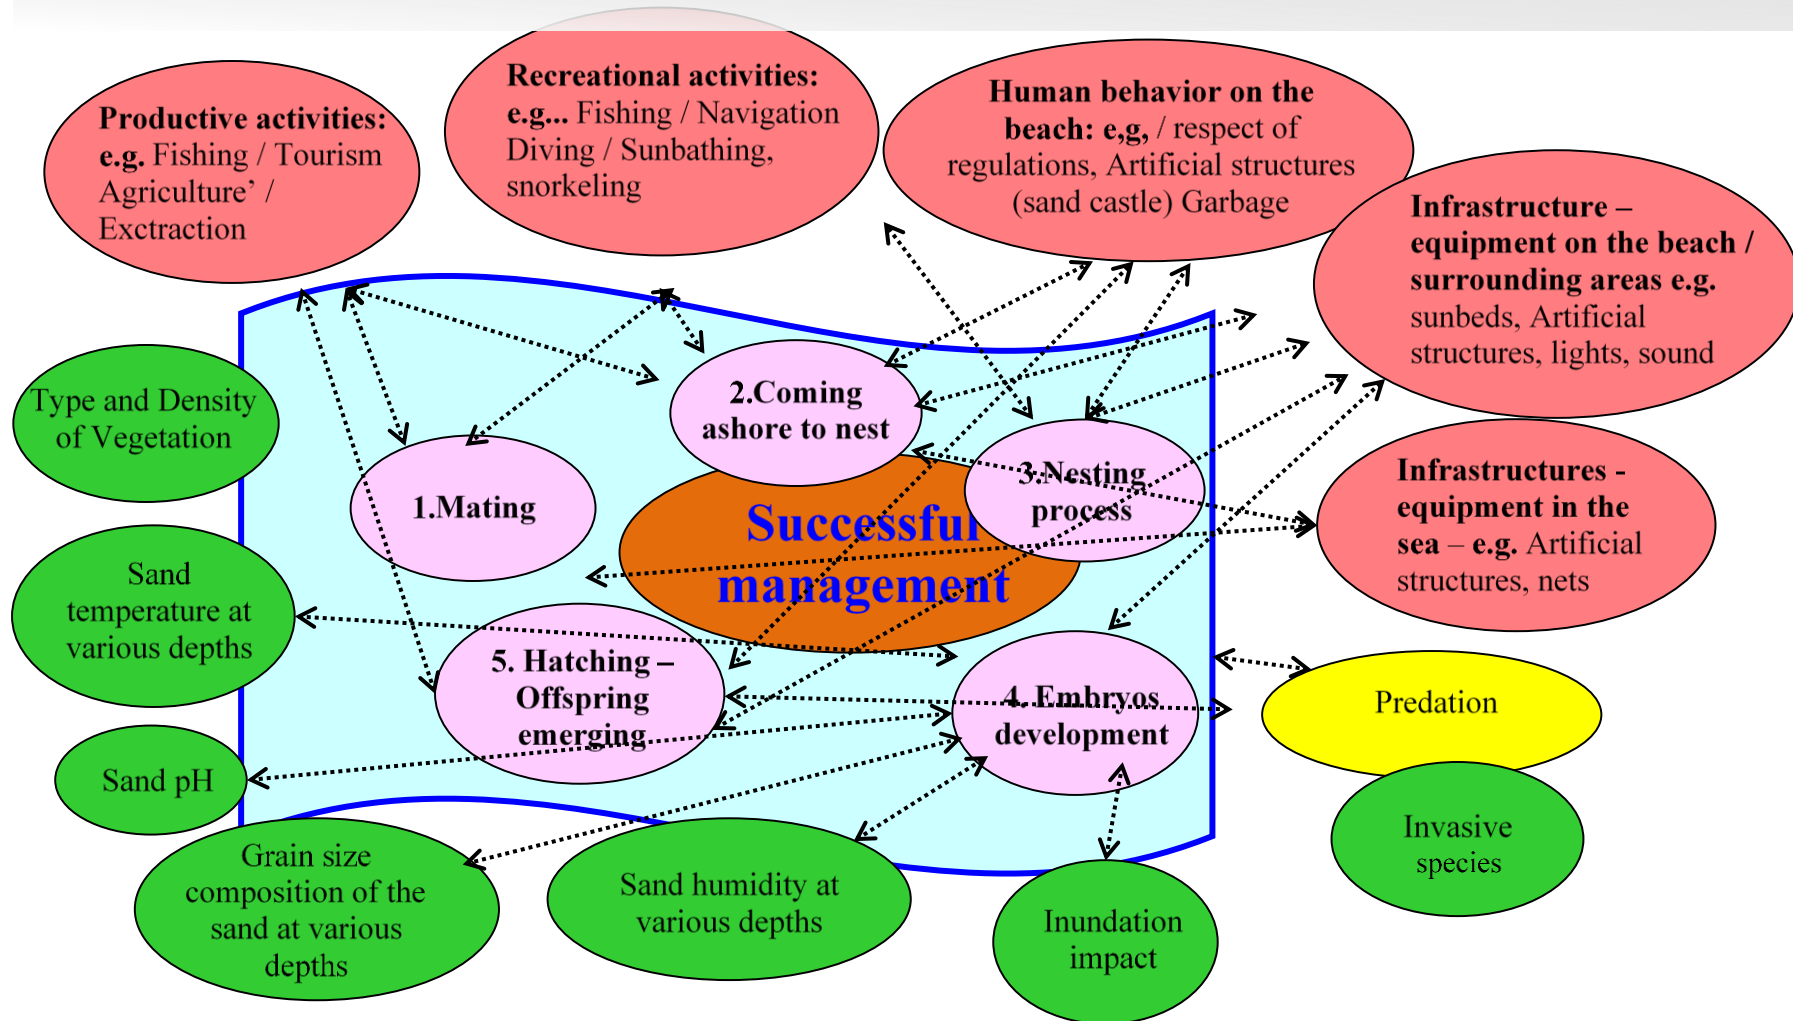 Productive activities:
e.g. Fishing / Tourism
Agriculture’ /
Exctraction
Recreational activities:
e.g... Fishing / Navigation
Diving / Sunbathing,
snorkeling
Human behavior on the
beach: e,g, / respect of
regulations, Artificial structures
(sand castle) Garbage
Infrastructure –
equipment on the beach /
surrounding areas e.g.
sunbeds, Artificial
structures, lights, sound
Type and Density
of Vegetation
2.Coming
ashore to nest
1.Mating
3.Nesting
process
Successful
management
Infrastructures -
equipment in the
sea – e.g. Artificial
structures, nets
Sand
temperature at
various depths
5. Hatching –
Offspring
emerging
4. Embryos
development
Predation
Sand pH
Invasive
species
Grain size
composition of the
sand at various
depths
Sand humidity at
various depths
Inundation
impact